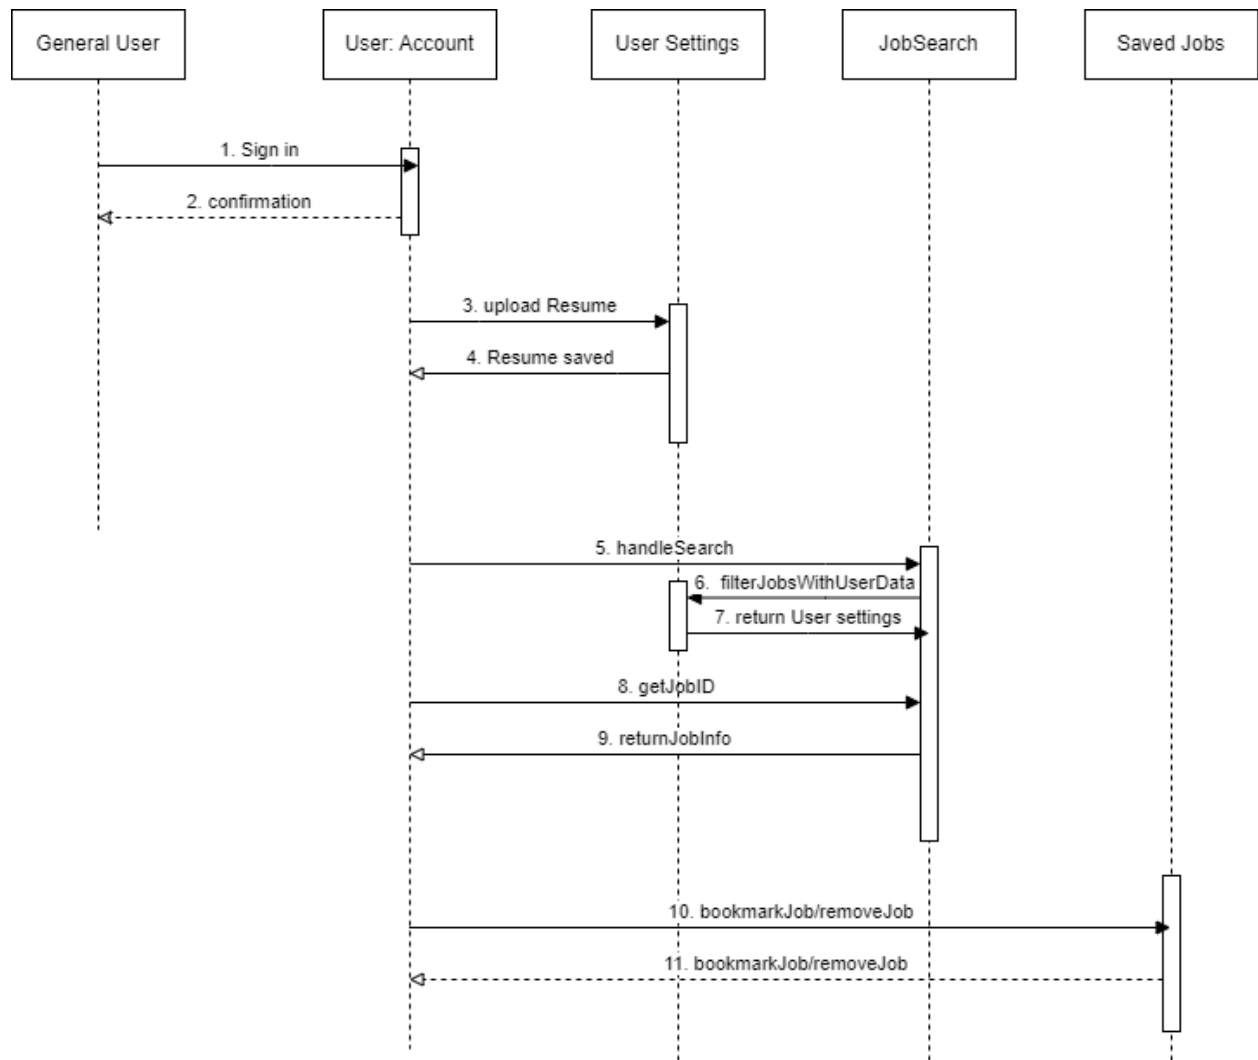 General User
User: Account
User Settings
JobSearch
Saved Jobs
1. Sign in
2. confirmation
3. upload Resume
4. Resume saved
5. handleSearch
6. filterJobsWithUserData
7. return User settings
8. getJobID
9. returnJobInfo
10. bookmarkJob/removeJob
11. bookmarkJob/removeJob